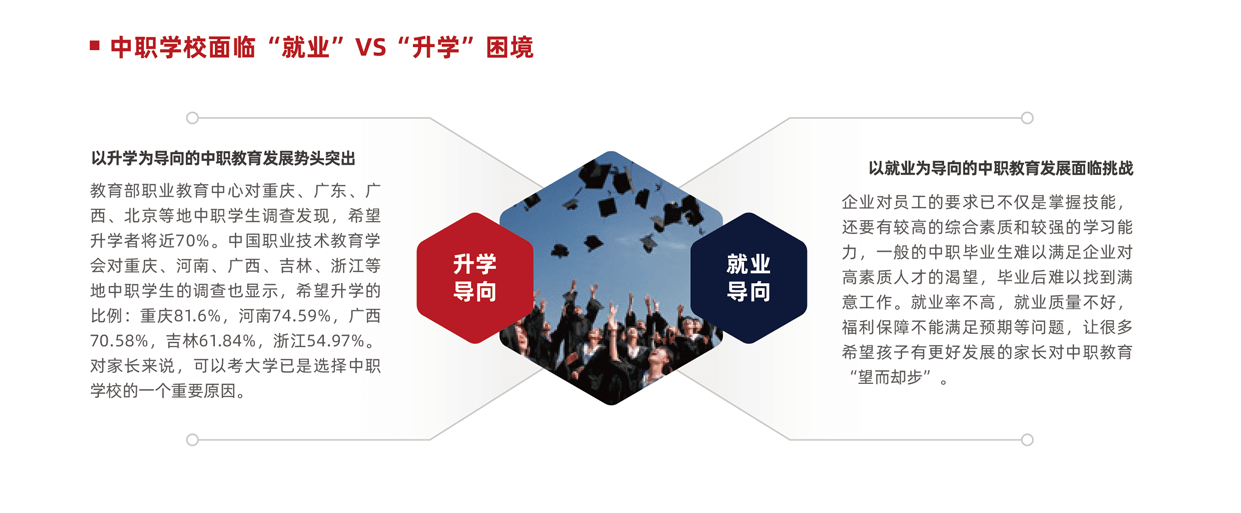 中职学校面临“就业”VS“升学”困境
以升学为导向的中职教育发展势头突出
教育部职业教育中心对重庆、广东、广
西、北京等地中职学生调查发现，希望
升学者将近70%。中国职业技术教育学
会对重庆、河南、广西、吉林、浙江等
地中职学生的调查也显示，希望升学的
比例：重庆81.6%，河南74.59%，广西
70.58%，吉林61.84%，浙江54.97%。
对家长来说，可以考大学已是选择中职
学校的一个重要原因。
升学
导向
就业
导向
以就业为导向的中职教育发展面临挑战
企业对员工的要求已不仅是掌握技能，
还要有较高的综合素质和较强的学习能
力，一般的中职毕业生难以满足企业对
高素质人才的渴望，毕业后难以找到满
意工作。就业率不高，就业质量不好，
福利保障不能满足预期等问题，让很多
希望孩子有更好发展的家长对中职教育
“望而却步”。